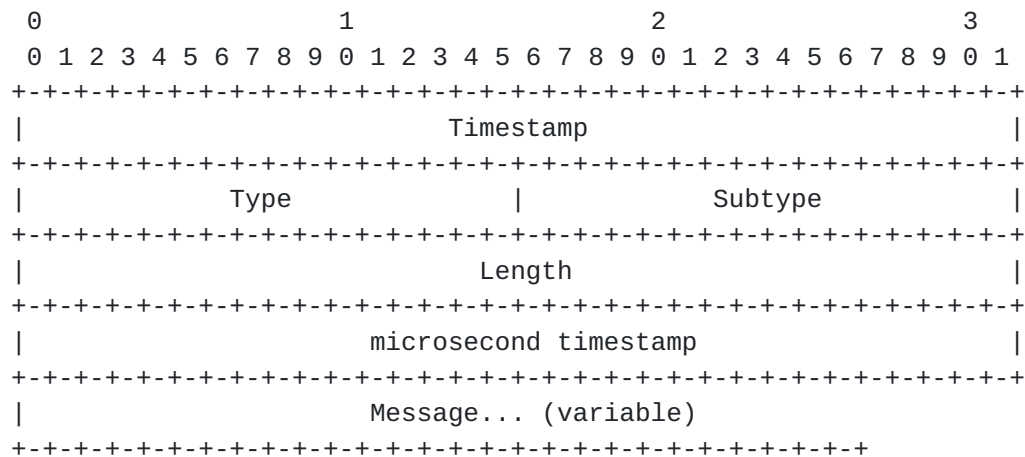 0                   1                   2                   3
 0 1 2 3 4 5 6 7 8 9 0 1 2 3 4 5 6 7 8 9 0 1 2 3 4 5 6 7 8 9 0 1
+-+-+-+-+-+-+-+-+-+-+-+-+-+-+-+-+-+-+-+-+-+-+-+-+-+-+-+-+-+-+-+-+
|                           Timestamp                           |
+-+-+-+-+-+-+-+-+-+-+-+-+-+-+-+-+-+-+-+-+-+-+-+-+-+-+-+-+-+-+-+-+
|             Type              |            Subtype            |
+-+-+-+-+-+-+-+-+-+-+-+-+-+-+-+-+-+-+-+-+-+-+-+-+-+-+-+-+-+-+-+-+
|                             Length                            |
+-+-+-+-+-+-+-+-+-+-+-+-+-+-+-+-+-+-+-+-+-+-+-+-+-+-+-+-+-+-+-+-+
|                      microsecond timestamp                    |
+-+-+-+-+-+-+-+-+-+-+-+-+-+-+-+-+-+-+-+-+-+-+-+-+-+-+-+-+-+-+-+-+
|                      Message... (variable)
+-+-+-+-+-+-+-+-+-+-+-+-+-+-+-+-+-+-+-+-+-+-+-+-+-+-+-+